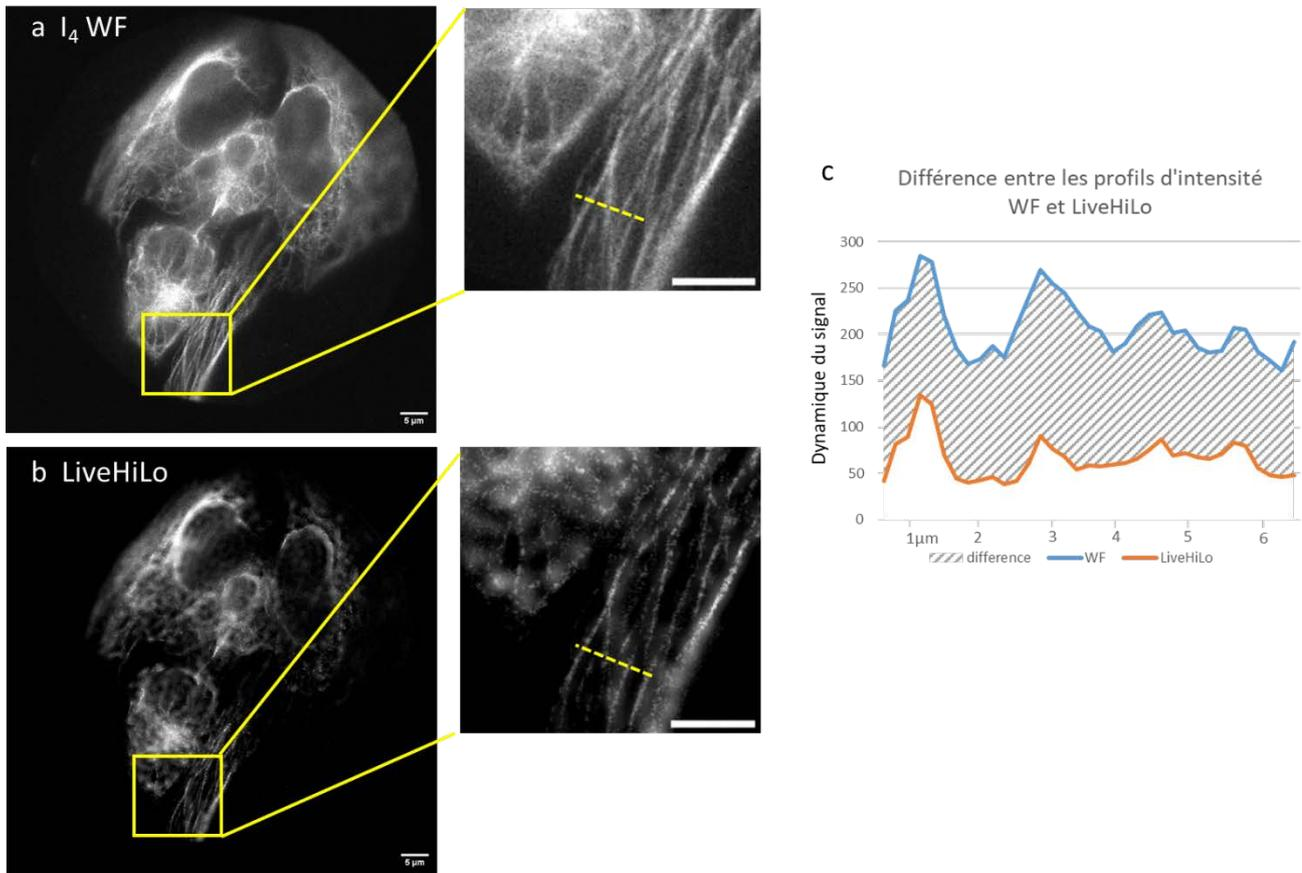 a I₄ WF
5 µm
b LiveHiLo
5 µm
c
Différence entre les profils d'intensité
WF et LiveHiLo
Dynamique du signal
300
250
200
150
100
50
0
1µm 2 3 4 5 6
difference WF LiveHiLo